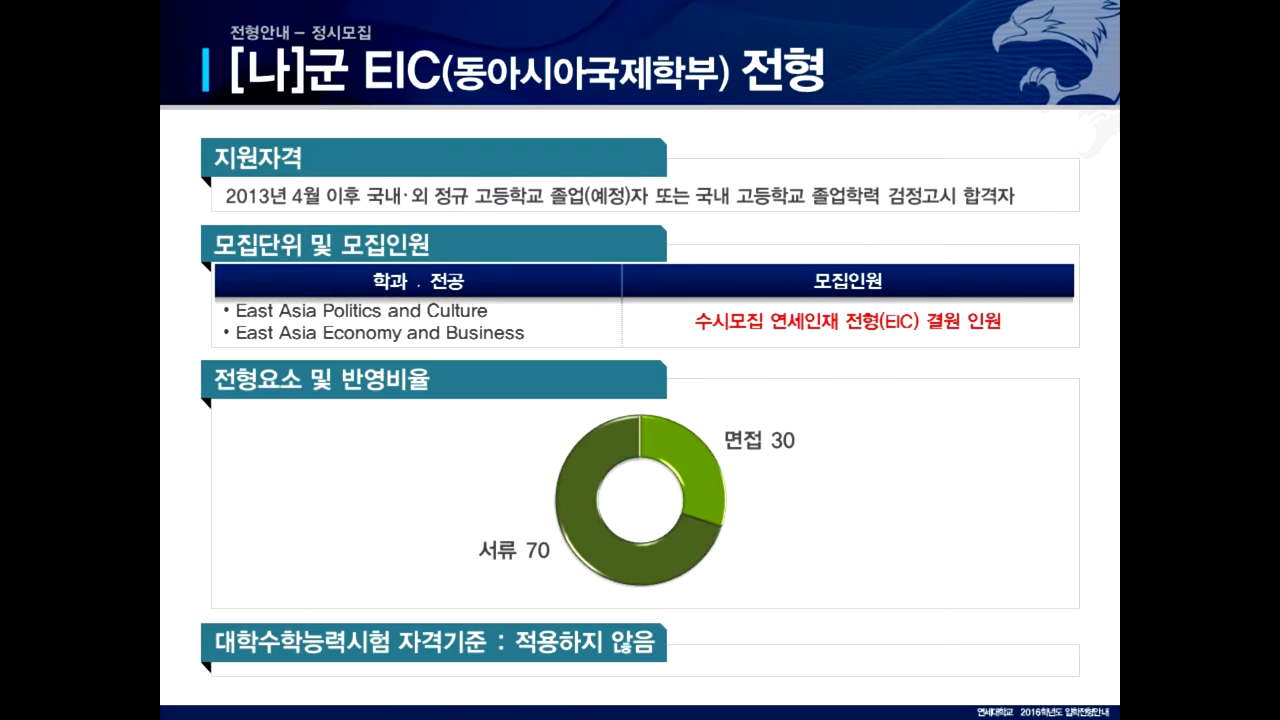 전형안내 – 정시모집
[나]군 EIC(동아시아국제학부) 전형
지원자격
2013년 4월 이후 국내·외 정규 고등학교 졸업(예정)자 또는 국내 고등학교 졸업학력 검정고시 합격자
모집단위 및 모집인원
학과 . 전공
모집인원
• East Asia Politics and Culture
• East Asia Economy and Business
수시모집 연세인재 전형(EIC) 결원 인원
전형요소 및 반영비율
면접 30
서류 70
대학수학능력시험 자격기준 : 적용하지 않음
연세대학교 2016학년도 입학전형안내